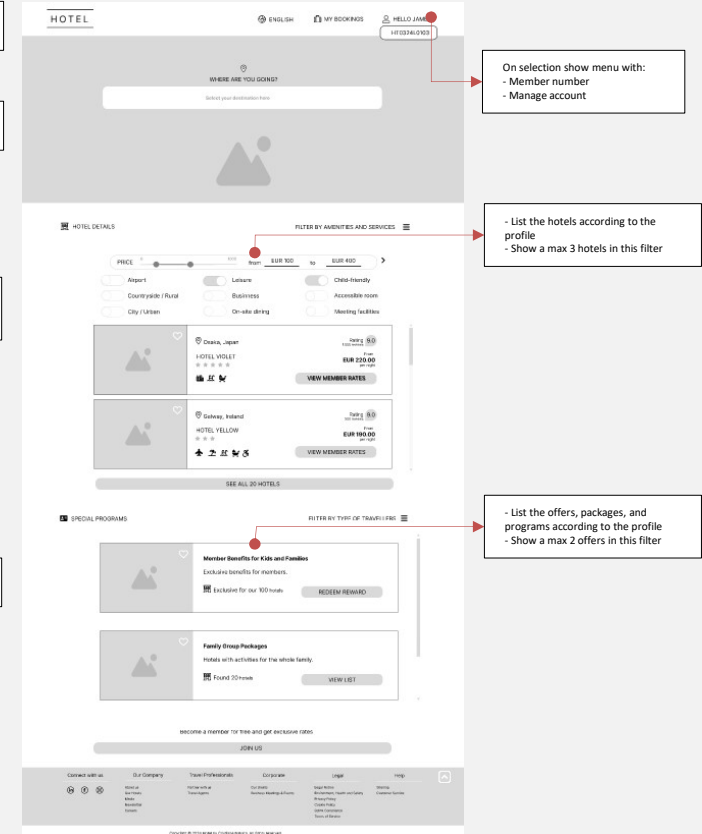 HOTEL
ENGLISH
MY BOOKINGS
HELLO
WHERE ARE YOU GOING?
Select your destination here
On selection show menu with:
- Member number
- Manage account
HOTEL DETAILS
FILTER BY AMENITIES AND SERVICES
- List the hotels according to the
profile
- Show a max 3 hotels in this filter
PRICE
from
EUR 100
to
EUR 400
Airport
Leisure
Child-friendly
Countryside / Rural
Accessible room
City / Urban
On-site dining
Meeting facilities
Osaka, Japan
Rating 9.0
HOTEL VIOLET
From
EUR 220.00
per night
VIEW MEMBER RATES
Galway, Ireland
Rating 9.0
HOTEL YELLOW
From
EUR 190.00
per night
VIEW MEMBER RATES
SEE ALL 20 HOTELS
SPECIAL PROGRAMS
FILTER BY TYPE OF TRAVELLERS
- List the offers, packages, and
programs according to the profile
- Show a max 2 offers in this filter
Member Benefits for Kids and Families
Exclusive benefits for members.
Exclusive for our 100 hotels
REDEEM REWARD
Family Group Packages
Hotels with activities for the whole family.
Found 20 hotels
VIEW LIST
Become a member for free and get exclusive rates
JOIN US
Connect with us
Our Company
Travel Professionals
Corporate
Legal
Help